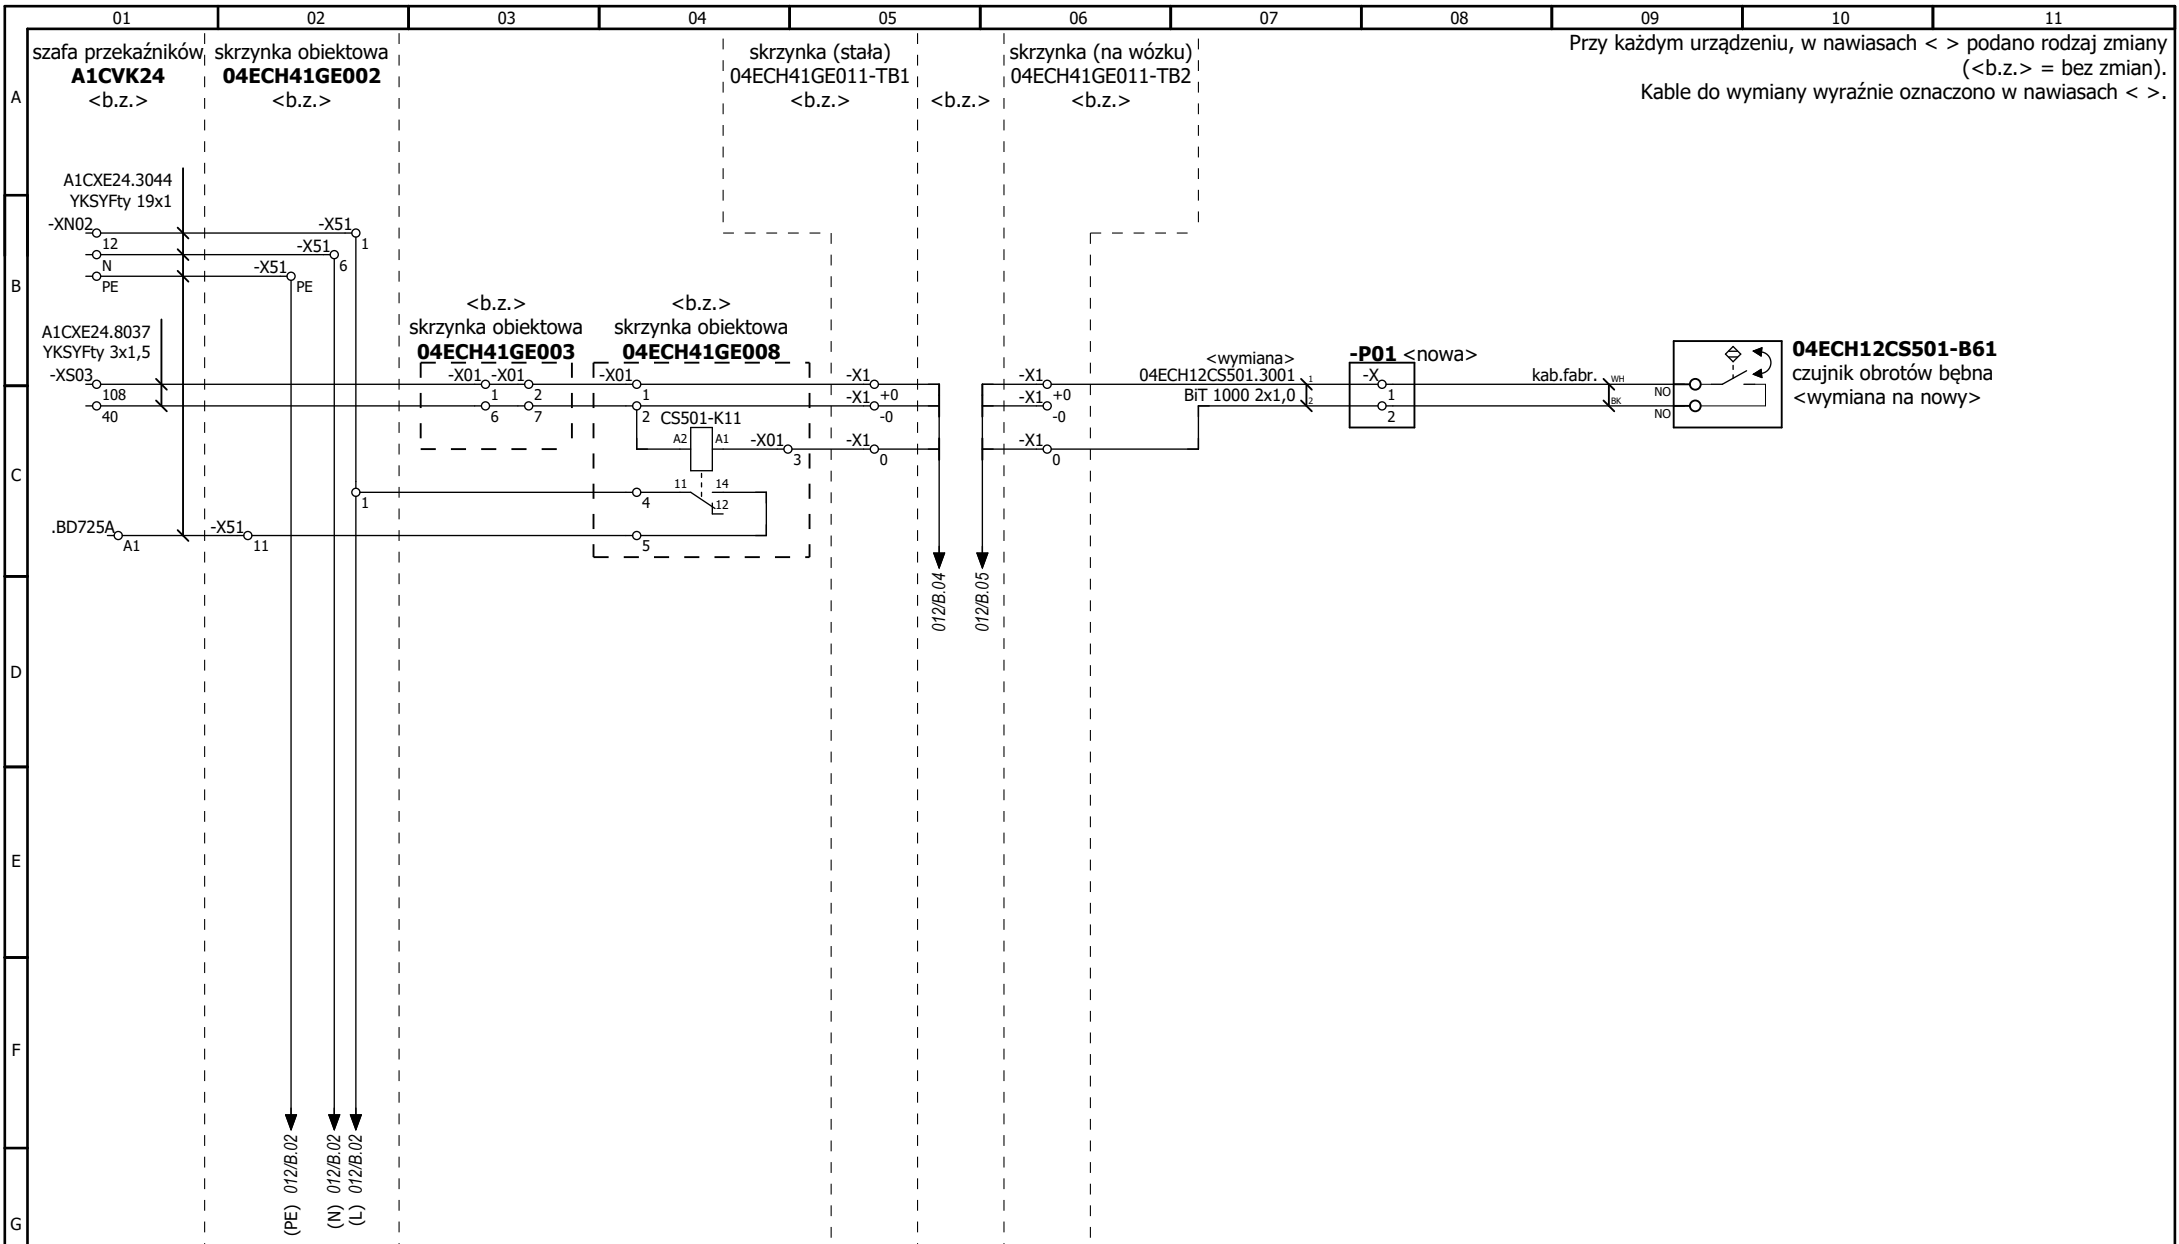 01 02 03 04 05 06 07 08 09 10 11
A
B
C
D
E
F
G
szafa przekaźników
A1CVK24
<b.z.>
skrzynka obiektowa
04ECH41GE002
<b.z.>
skrzynka (stała)
04ECH41GE011-TB1
<b.z.>
<b.z.>
skrzynka (na wózku)
04ECH41GE011-TB2
<b.z.>
Przy każdym urządzeniu, w nawiasach < > podano rodzaj zmiany
(<b.z.> = bez zmian).
Kable do wymiany wyraźnie oznaczono w nawiasach < >.
A1CXE24.3044
YKSYFty 19x1
-XN02
12
N
PE
-X51
1
-X51
6
-X51
PE
A1CXE24.8037
YKSYFty 3x1,5
-XS03
108
40
.BD725A
A1
-X51
11
1
<b.z.>
skrzynka obiektowa
04ECH41GE003
-X01 -X01
1 2
6 7
<b.z.>
skrzynka obiektowa
04ECH41GE008
-X01
1
2
CS501-K11
A2 A1
-X01
3
11 14
12
4
5
-X1
+0
-X1
-0
-X1
0
012/B.04
012/B.05
-X1
+0
-X1
-0
-X1
0
<wymiana>
04ECH12CS501.3001
BiT 1000 2x1,0
1
2
-P01 <nowa>
-X
1
2
kab.fabr.
WH
BK
NO
NO
04ECH12CS501-B61
czujnik obrotów bębna
<wymiana na nowy>
(PE) 012/B.02
(N) 012/B.02
(L) 012/B.02